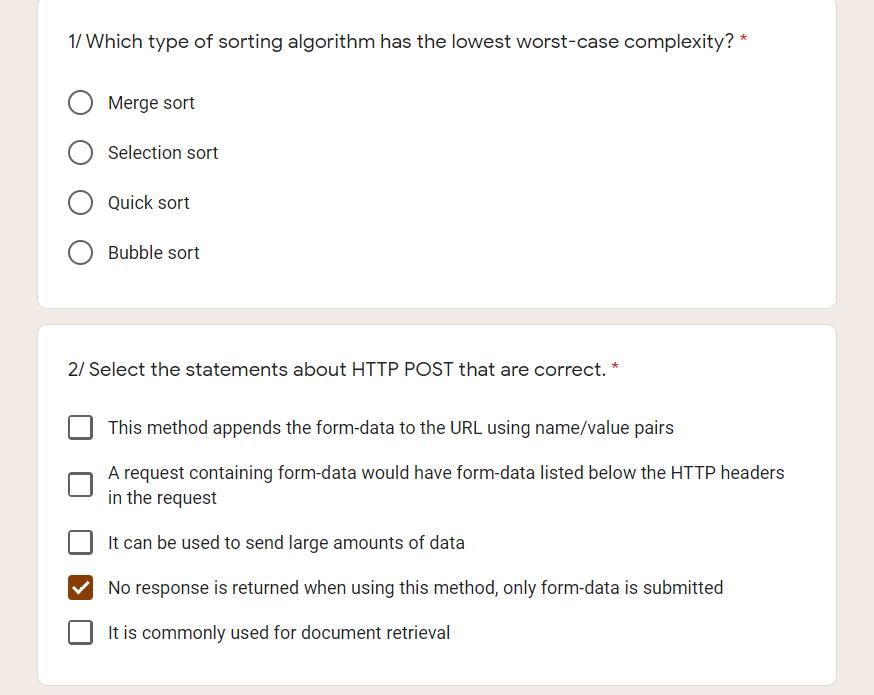 1/ Which type of sorting algorithm has the lowest worst-case complexity? *
Merge sort
Selection sort
Quick sort
Bubble sort
2/ Select the statements about HTTP POST that are correct. *
This method appends the form-data to the URL using name/value pairs
A request containing form-data would have form-data listed below the HTTP headers
in the request
It can be used to send large amounts of data
No response is returned when using this method, only form-data is submitted
It is commonly used for document retrieval